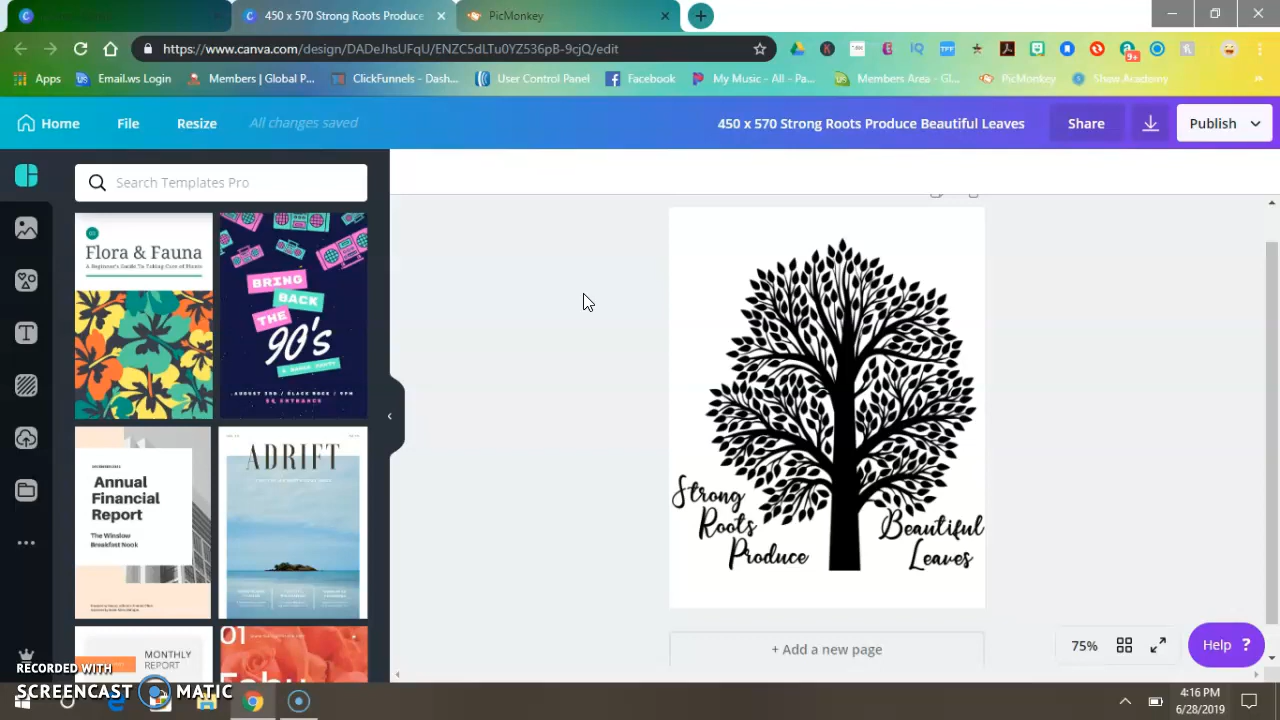 450 x 570 Strong Roots Produce
PicMonkey
https://www.canva.com/design/DADeJhsUFqU/ENZC5dLTu0YZ536pB-9gjQ/edit
Apps
Email.ws Login
Members | Global P...
ClickFunnels - Dash...
User Control Panel
Facebook
My Music - All - Pa...
Members Area - Gl...
PicMonkey
Show Academy
Home
File
Resize
All changes saved
450 x 570 Strong Roots Produce Beautiful Leaves
Share
Publish
Search Templates Pro
Flora & Fauna
A Beginner's Guide To Taking Care of Plants
BRING
BACK
THE
90's
ADRIFT
Annual
Financial
Report
The Winslow
Breakfast Nook
MONTHLY
REPORT
01
Strong
Roots
Produce
Beautiful
Leaves
+ Add a new page
75%
Help ?
RECORDED WITH
SCREENCAST MATIC
4:16 PM
6/28/2019